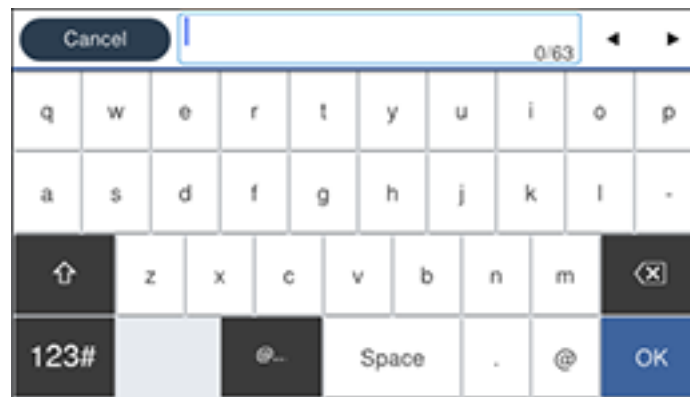 Cancel 0/63 ◄ ►
q w e r t y u i o p
a s d f g h j k l -
z x c v b n m
123# @... Space . @ OK